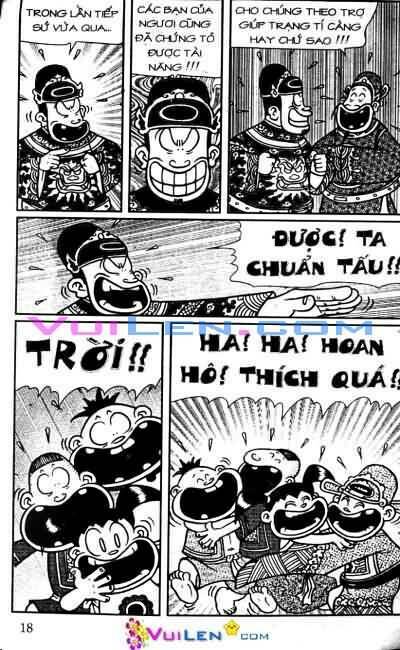 TRONG LẦN TIẾP
SỨ VỪA QUA...
CÁC BẠN CỦA
NGƯƠI CŨNG
ĐÃ CHỨNG TỎ
ĐƯỢC TÀI
NĂNG !!!
CHO CHÚNG THEO TRỢ
GIÚP TRẠNG TÍ CÀNG
HAY CHỨ SAO !!!
ĐƯỢC! TA
CHUẨN TẤU!!
VUILEN.COM
TRỜI!!
HA! HA! HOAN
HÔ! THÍCH QUÁ!!
18
VUILEN.COM